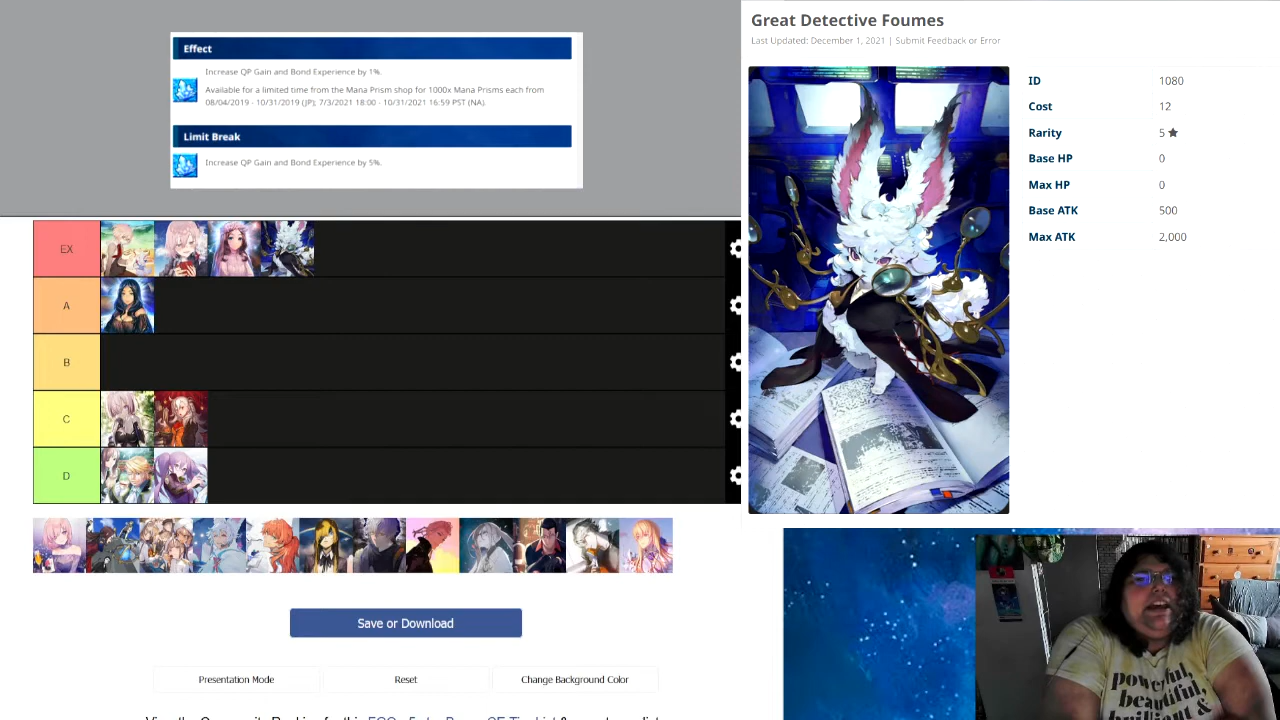 Effect
Increase QP Gain and Bond Experience by 1%.
Available for a limited time from the Mana Prism shop for 1000x Mana Prisms each from
08/04/2019 - 10/31/2019 (JP); 7/3/2021 18:00 - 10/31/2021 16:59 PST (NA).
Limit Break
Increase QP Gain and Bond Experience by 5%.
EX
A
B
C
D
Save or Download
Presentation Mode
Reset
Change Background Color
Great Detective Foumes
Last Updated: December 1, 2021 | Submit Feedback or Error
ID 1080
Cost 12
Rarity 5 ★
Base HP 0
Max HP 0
Base ATK 500
Max ATK 2,000
powerful,
beautiful,
brilliant &